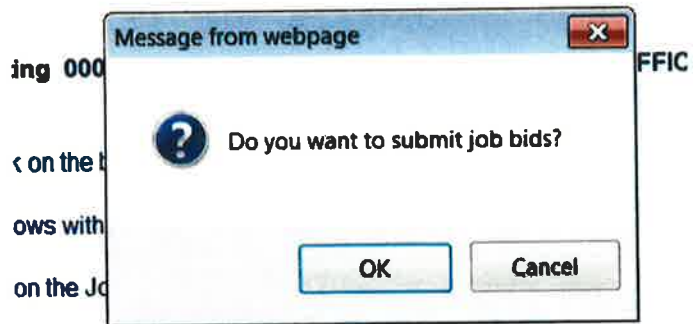 Message from webpage
ing 000 FFIC
Do you want to submit job bids?
k on the b
ows with
OK Cancel
on the Jo